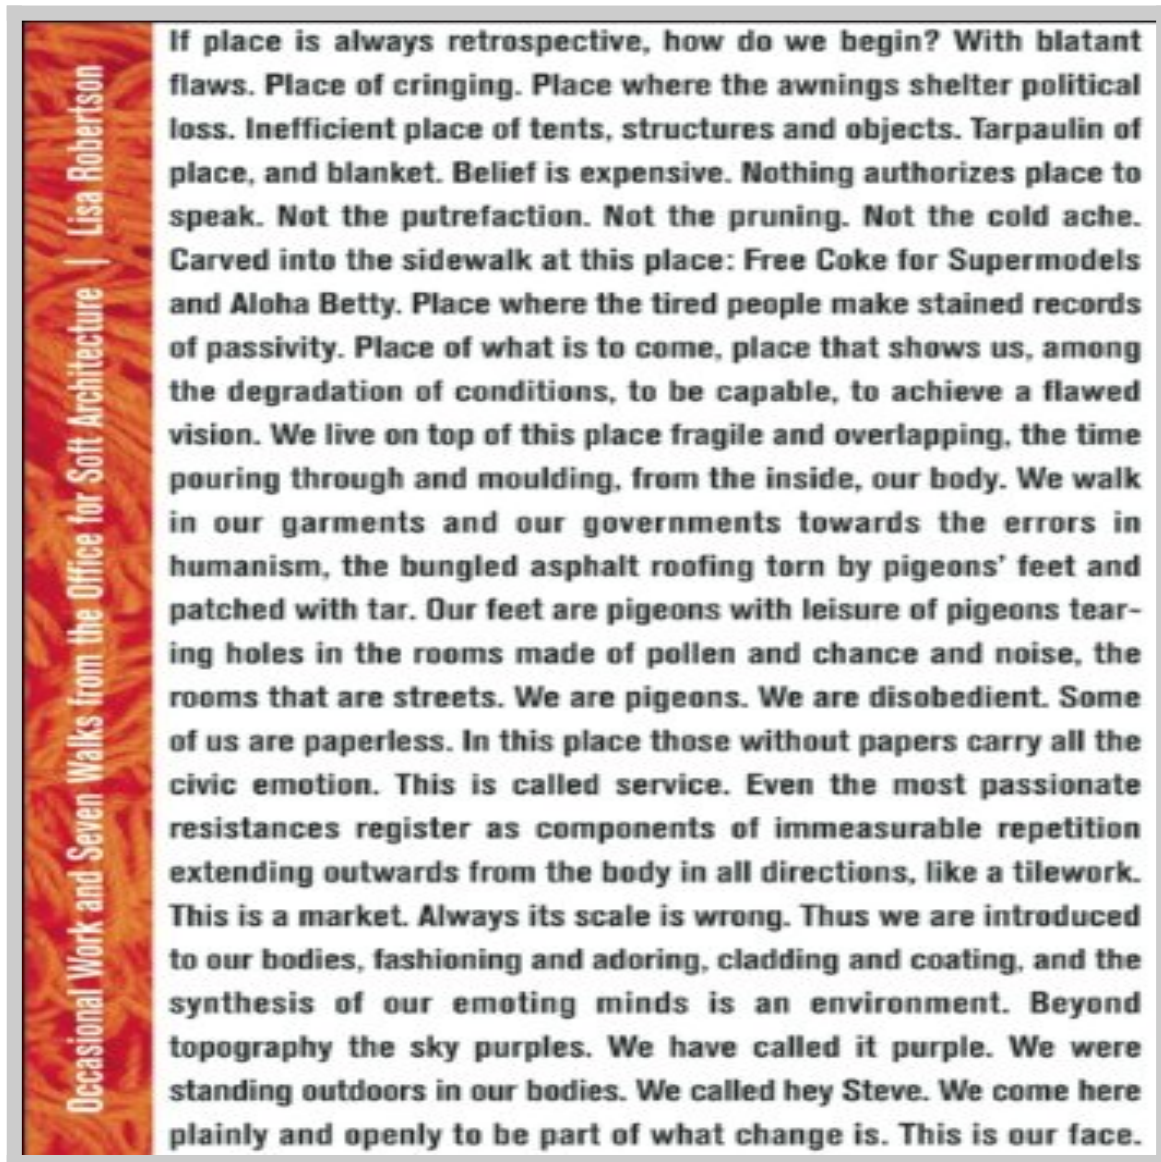 Occasional Work and Seven Walks from the Office for Soft Architecture | Lisa Robertson
If place is always retrospective, how do we begin? With blatant
flaws. Place of cringing. Place where the awnings shelter political
loss. Inefficient place of tents, structures and objects. Tarpaulin of
place, and blanket. Belief is expensive. Nothing authorizes place to
speak. Not the putrefaction. Not the pruning. Not the cold ache.
Carved into the sidewalk at this place: Free Coke for Supermodels
and Aloha Betty. Place where the tired people make stained records
of passivity. Place of what is to come, place that shows us, among
the degradation of conditions, to be capable, to achieve a flawed
vision. We live on top of this place fragile and overlapping, the time
pouring through and moulding, from the inside, our body. We walk
in our garments and our governments towards the errors in
humanism, the bungled asphalt roofing torn by pigeons’ feet and
patched with tar. Our feet are pigeons with leisure of pigeons tear-
ing holes in the rooms made of pollen and chance and noise, the
rooms that are streets. We are pigeons. We are disobedient. Some
of us are paperless. In this place those without papers carry all the
civic emotion. This is called service. Even the most passionate
resistances register as components of immeasurable repetition
extending outwards from the body in all directions, like a tilework.
This is a market. Always its scale is wrong. Thus we are introduced
to our bodies, fashioning and adoring, cladding and coating, and the
synthesis of our emoting minds is an environment. Beyond
topography the sky purples. We have called it purple. We were
standing outdoors in our bodies. We called hey Steve. We come here
plainly and openly to be part of what change is. This is our face.